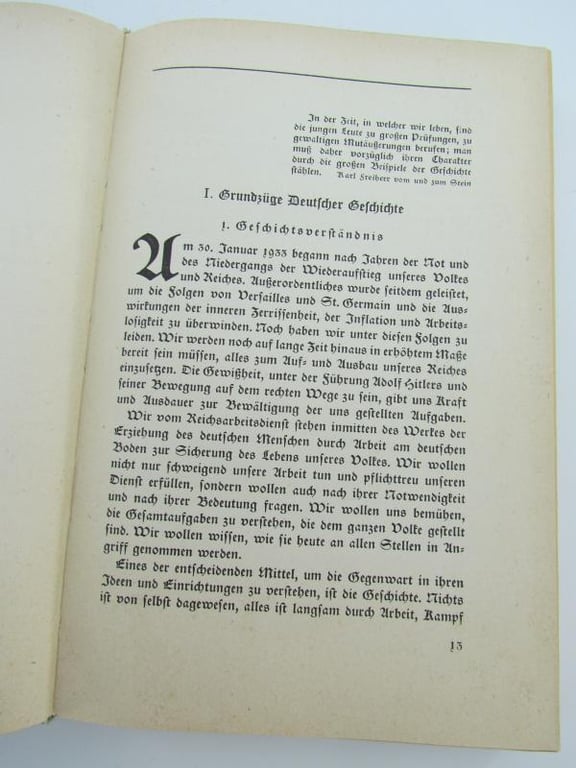 In der Zeit, in welcher wir leben, sind
die jungen Leute zu großen Prüfungen, zu
gewaltigen Mutäußerungen berufen; man
muß daher vorzüglich ihren Charakter
durch die großen Beispiele der Geschichte
stählen. Karl Freiherr vom und zum Stein
I. Grundzüge Deutscher Geschichte
1. Geschichtsverständnis
Am 30. Januar 1933 begann nach Jahren der Not und
des Niedergangs der Wiederaufstieg unseres Volkes
und Reiches. Außerordentliches wurde seitdem geleistet,
um die Folgen von Versailles und St. Germain und die Aus-
wirkungen der inneren Zerrissenheit, der Inflation und Arbeits-
losigkeit zu überwinden. Noch haben wir unter diesen Folgen zu
leiden. Wir werden noch auf lange Zeit hinaus in erhöhtem Maße
bereit sein müssen, alles zum Auf- und Ausbau unseres Reiches
einzusetzen. Die Gewißheit, unter der Führung Adolf Hitlers und
seiner Bewegung auf dem rechten Wege zu sein, gibt uns Kraft
und Ausdauer zur Bewältigung der uns gestellten Aufgaben.
Wir vom Reichsarbeitsdienst stehen inmitten des Werkes der
Erziehung des deutschen Menschen durch Arbeit am deutschen
Boden zur Sicherung des Lebens unseres Volkes. Wir wollen
nicht nur schweigend unsere Arbeit tun und pflichttreu unseren
Dienst erfüllen, sondern wollen auch nach ihrer Notwendigkeit
und nach ihrer Bedeutung fragen. Wir wollen uns bemühen,
die Gesamtaufgaben zu verstehen, die dem ganzen Volke gestellt
sind. Wir wollen wissen, wie sie heute an allen Stellen in An-
griff genommen werden.
Eines der entscheidenden Mittel, um die Gegenwart in ihren
Ideen und Einrichtungen zu verstehen, ist die Geschichte. Nichts
ist von selbst dagewesen, alles ist langsam durch Arbeit, Kampf
13